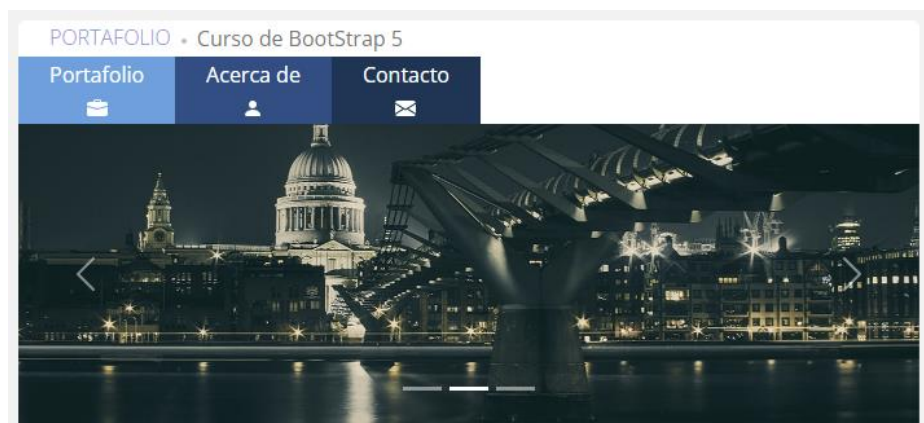 PORTAFOLIO • Curso de BootStrap 5
Portafolio Acerca de Contacto